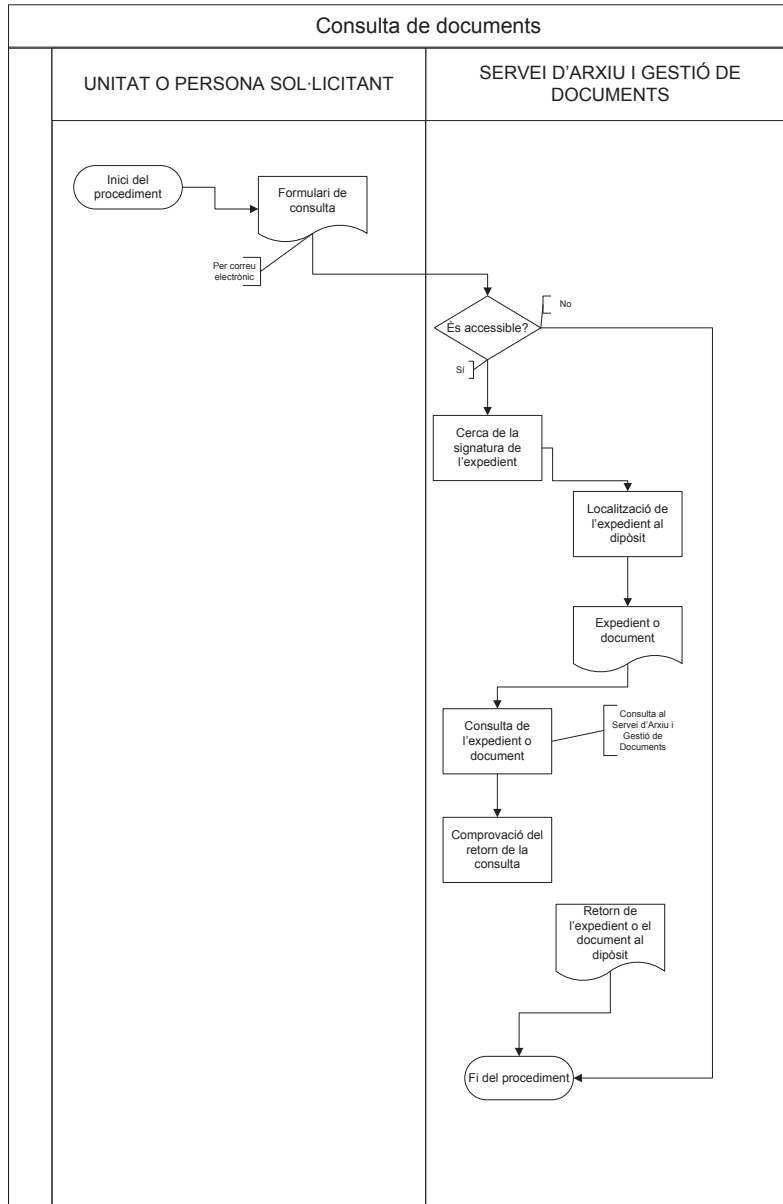 Consulta de documents
UNITAT O PERSONA SOL·LICITANT
SERVEI D'ARXIU I GESTIÓ DE
DOCUMENTS
Inici del
procediment
Formulari de
consulta
Per correu
electrònic
És accessible?
No
Sí
Cerca de la
signatura de
l'expedient
Localització de
l'expedient al
dipòsit
Expedient o
document
Consulta de
l'expedient o
document
Consulta al
Servei d'Arxiu i
Gestió de
Documents
Comprovació del
retorn de la
consulta
Retorn de
l'expedient o el
document al
dipòsit
Fi del procediment